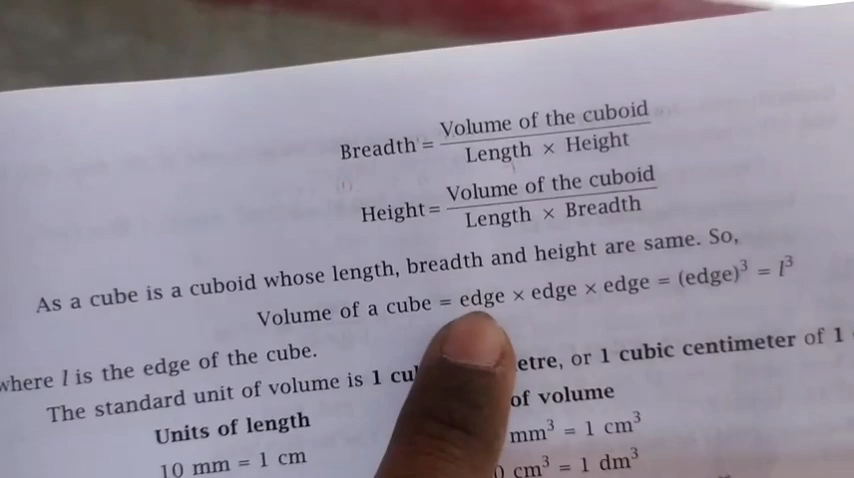 Breadth = Volume of the cuboid / Length × Height
Height = Volume of the cuboid / Length × Breadth
As a cube is a cuboid whose length, breadth and height are same. So,
Volume of a cube = edge × edge × edge = (edge)³ = l³
where l is the edge of the cube.
The standard unit of volume is 1 etre, or 1 cubic centimeter of 1
Units of length of volume
10 mm = 1 cm mm³ = 1 cm³
cm³ = 1 dm³